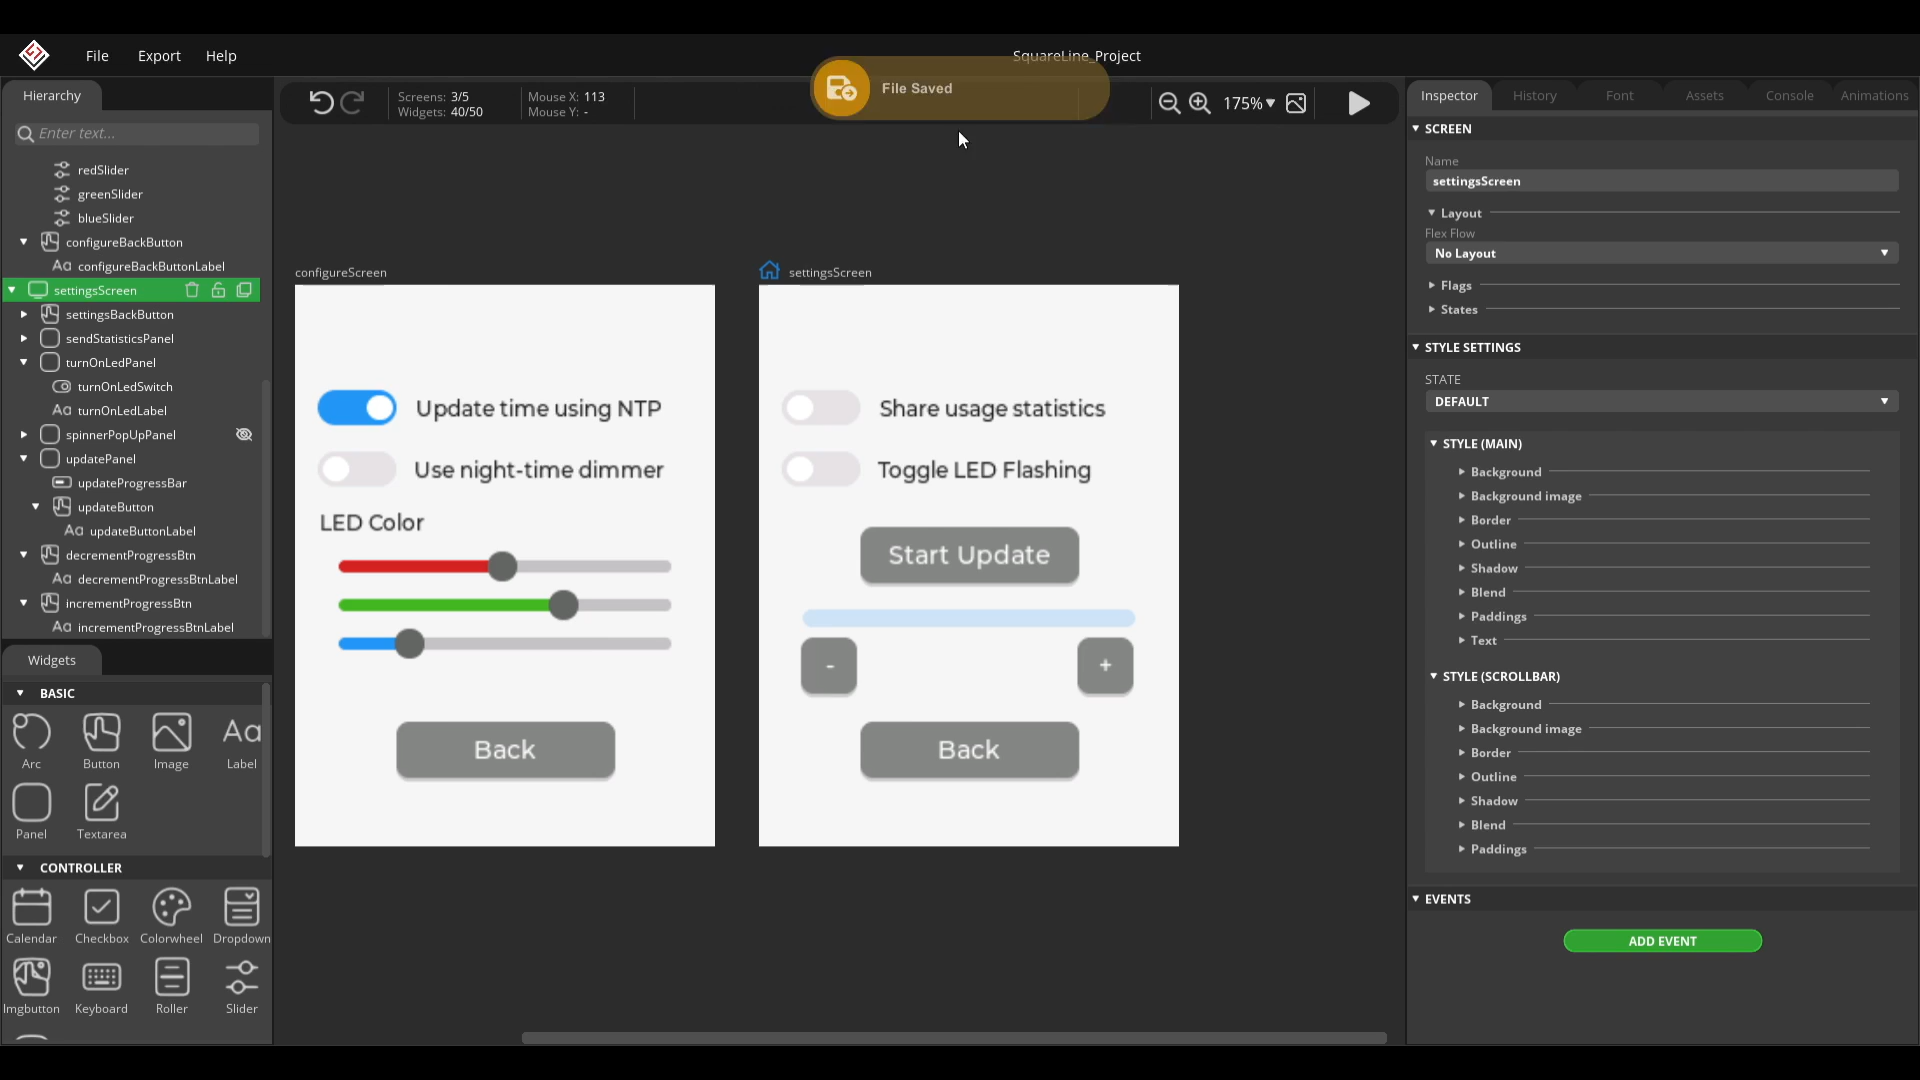 File
Export
Help
SquareLine_Project
File Saved
Hierarchy
Enter text...
redSlider
greenSlider
blueSlider
configureBackButton
configureBackButtonLabel
settingsScreen
settingsBackButton
sendStatisticsPanel
turnOnLedPanel
turnOnLedSwitch
turnOnLedLabel
spinnerPopUpPanel
updatePanel
updateProgressBar
updateButton
updateButtonLabel
decrementProgressBtn
decrementProgressBtnLabel
incrementProgressBtn
incrementProgressBtnLabel
Widgets
BASIC
Arc
Button
Image
Label
Panel
Textarea
CONTROLLER
Calendar
Checkbox
Colorwheel
Dropdown
Imgbutton
Keyboard
Roller
Slider
Screens: 3/5
Widgets: 40/50
Mouse X: 113
Mouse Y: -
175%
configureScreen
Update time using NTP
Use night-time dimmer
LED Color
Back
settingsScreen
Share usage statistics
Toggle LED Flashing
Start Update
-
+
Back
Inspector
History
Font
Assets
Console
Animations
SCREEN
Name
settingsScreen
Layout
Flex Flow
No Layout
Flags
States
STYLE SETTINGS
STATE
DEFAULT
STYLE (MAIN)
Background
Background image
Border
Outline
Shadow
Blend
Paddings
Text
STYLE (SCROLLBAR)
Background
Background image
Border
Outline
Shadow
Blend
Paddings
EVENTS
ADD EVENT